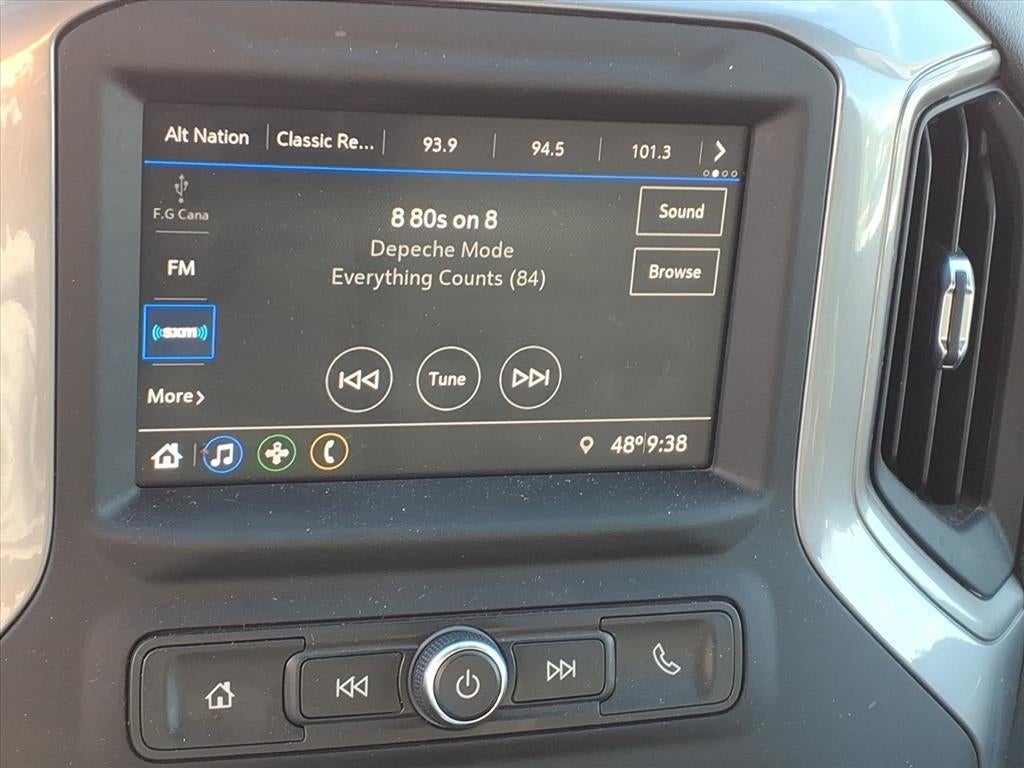 Alt Nation Classic Re... 93.9 94.5 101.3
F.G Cana
8 80s on 8
Sound
Depeche Mode
FM
Everything Counts (84)
Browse
sxm
More
Tune
48° 9:38